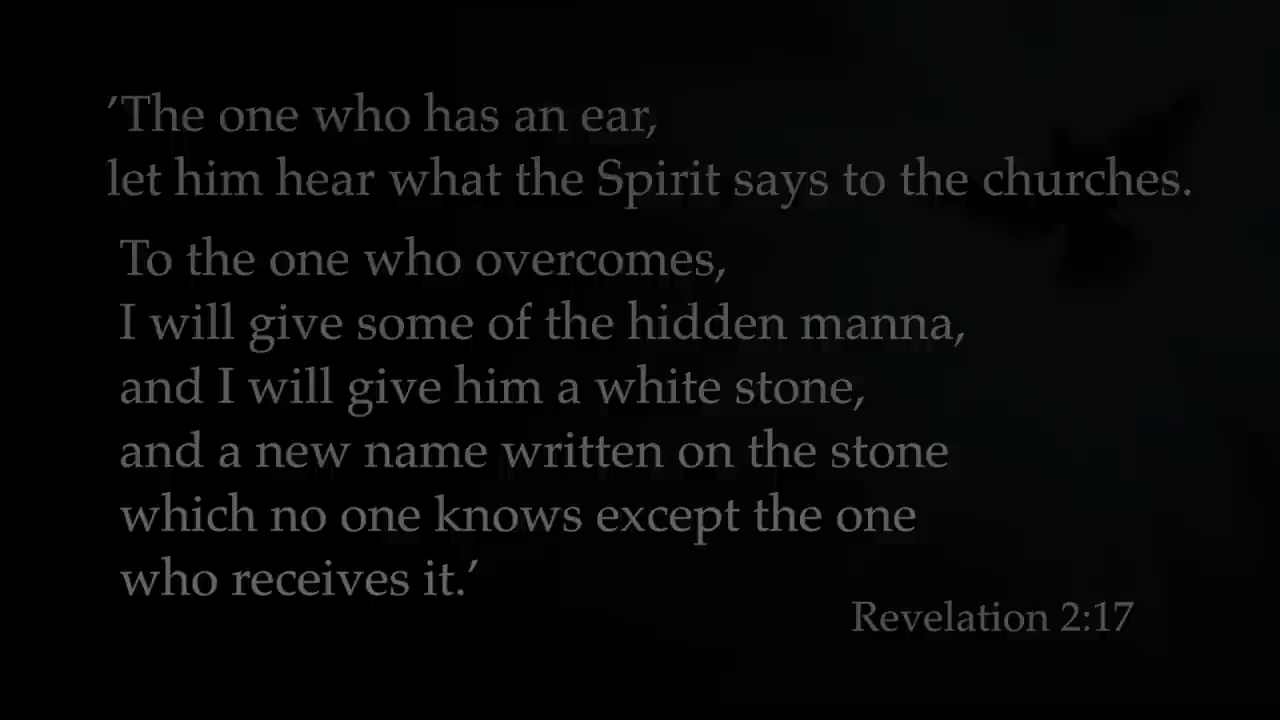 ’The one who has an ear,
let him hear what the Spirit says to the churches.
To the one who overcomes,
I will give some of the hidden manna,
and I will give him a white stone,
and a new name written on the stone
which no one knows except the one
who receives it.’
Revelation 2:17